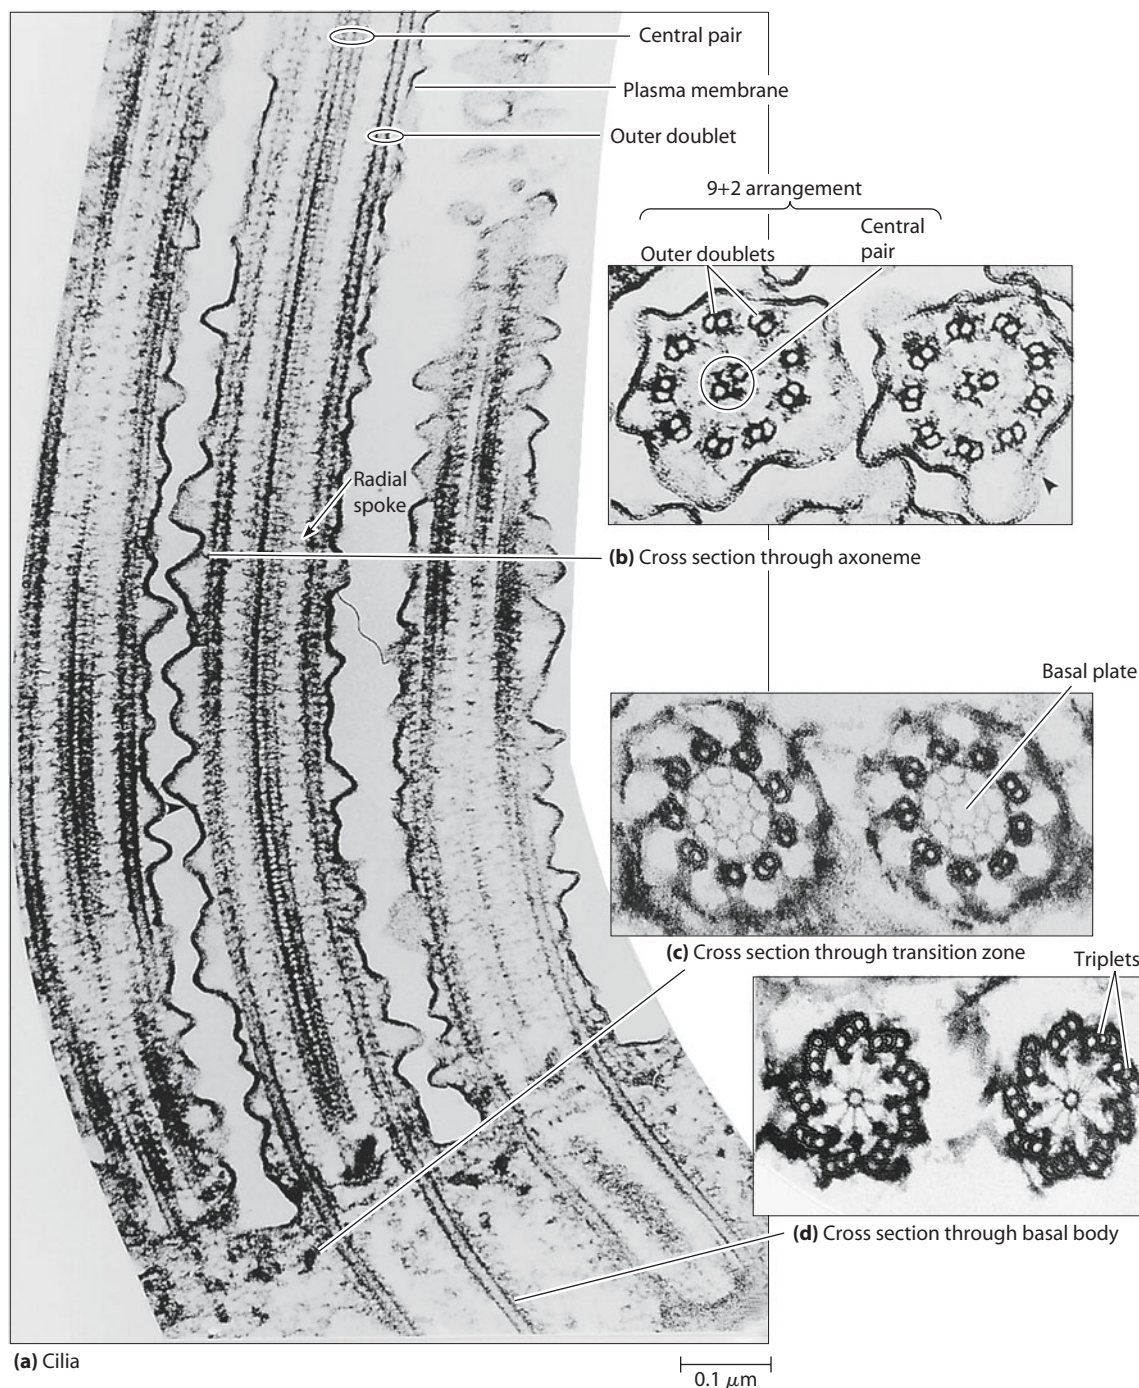 Central pair
Plasma membrane
Outer doublet
9+2 arrangement
Central
pair
Outer doublets
Radial
spoke
(b) Cross section through axoneme
Basal plate
(c) Cross section through transition zone
Triplets
(d) Cross section through basal body
(a) Cilia
0.1 μm